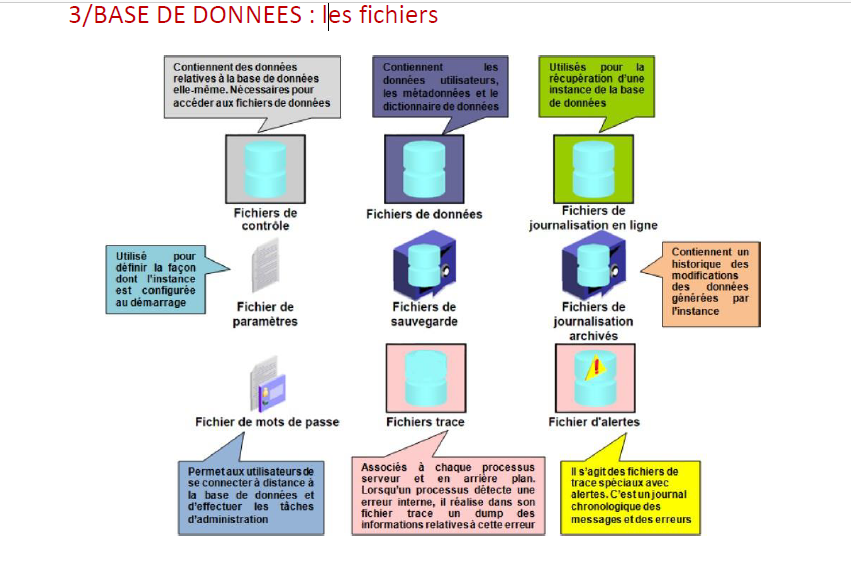 3/BASE DE DONNEES : les fichiers
Contiennent des données
relatives à la base de données
elle-même. Nécessaires pour
accéder aux fichiers de données
Contiennent les
données utilisateurs,
les métadonnées et le
dictionnaire de données
Utilisés pour la
récupération d'une
instance de la base
de données
Fichiers de
contrôle
Fichiers de données
Fichiers de
journalisation en ligne
Utilisé pour
définir la façon
dont l'instance
est configurée
au démarrage
Fichier de
paramètres
Fichiers de
sauvegarde
Fichiers de
journalisation
archivés
Contiennent un
historique des
modifications
des données
générées par
l'instance
Fichier de mots de passe
Fichiers trace
Fichier d'alertes
Permet aux utilisateurs de
se connecter à distance à
la base de données et
d'effectuer les tâches
d'administration
Associés à chaque processus
serveur et en arrière plan.
Lorsqu'un processus détecte une
erreur interne, il réalise dans son
fichier trace un dump des
informations relatives à cette erreur
Il s'agit des fichiers de
trace spéciaux avec
alertes. C'est un journal
chronologique des
messages et des erreurs